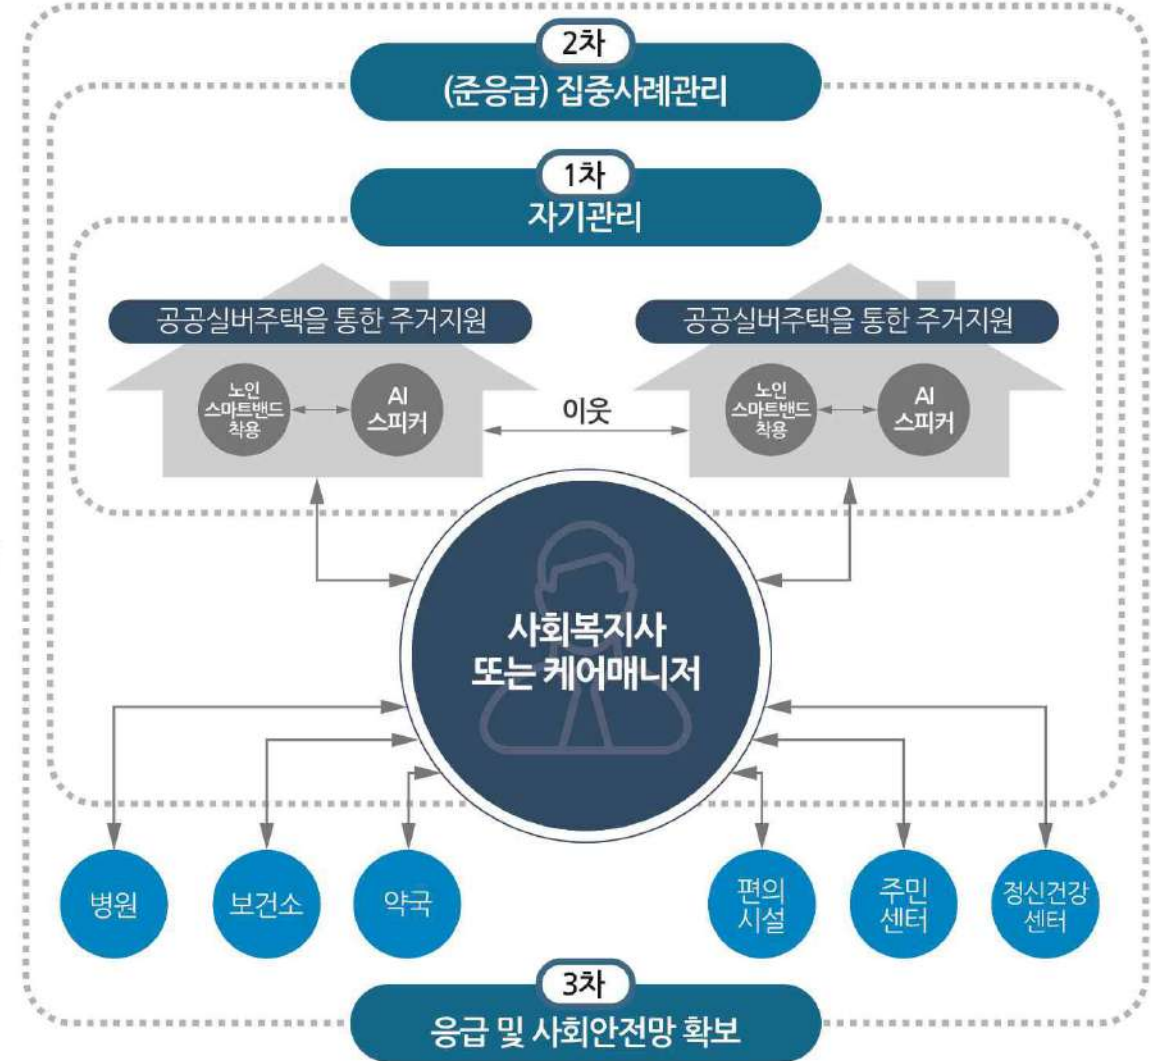 2차
(준응급) 집중사례관리
1차
자기관리
공공실버주택을 통한 주거지원
공공실버주택을 통한 주거지원
노인
스마트밴드
착용
AI
스피커
이웃
노인
스마트밴드
착용
AI
스피커
사회복지사
또는 케어매니저
병원
보건소
약국
편의
시설
주민
센터
정신건강
센터
3차
응급 및 사회안전망 확보